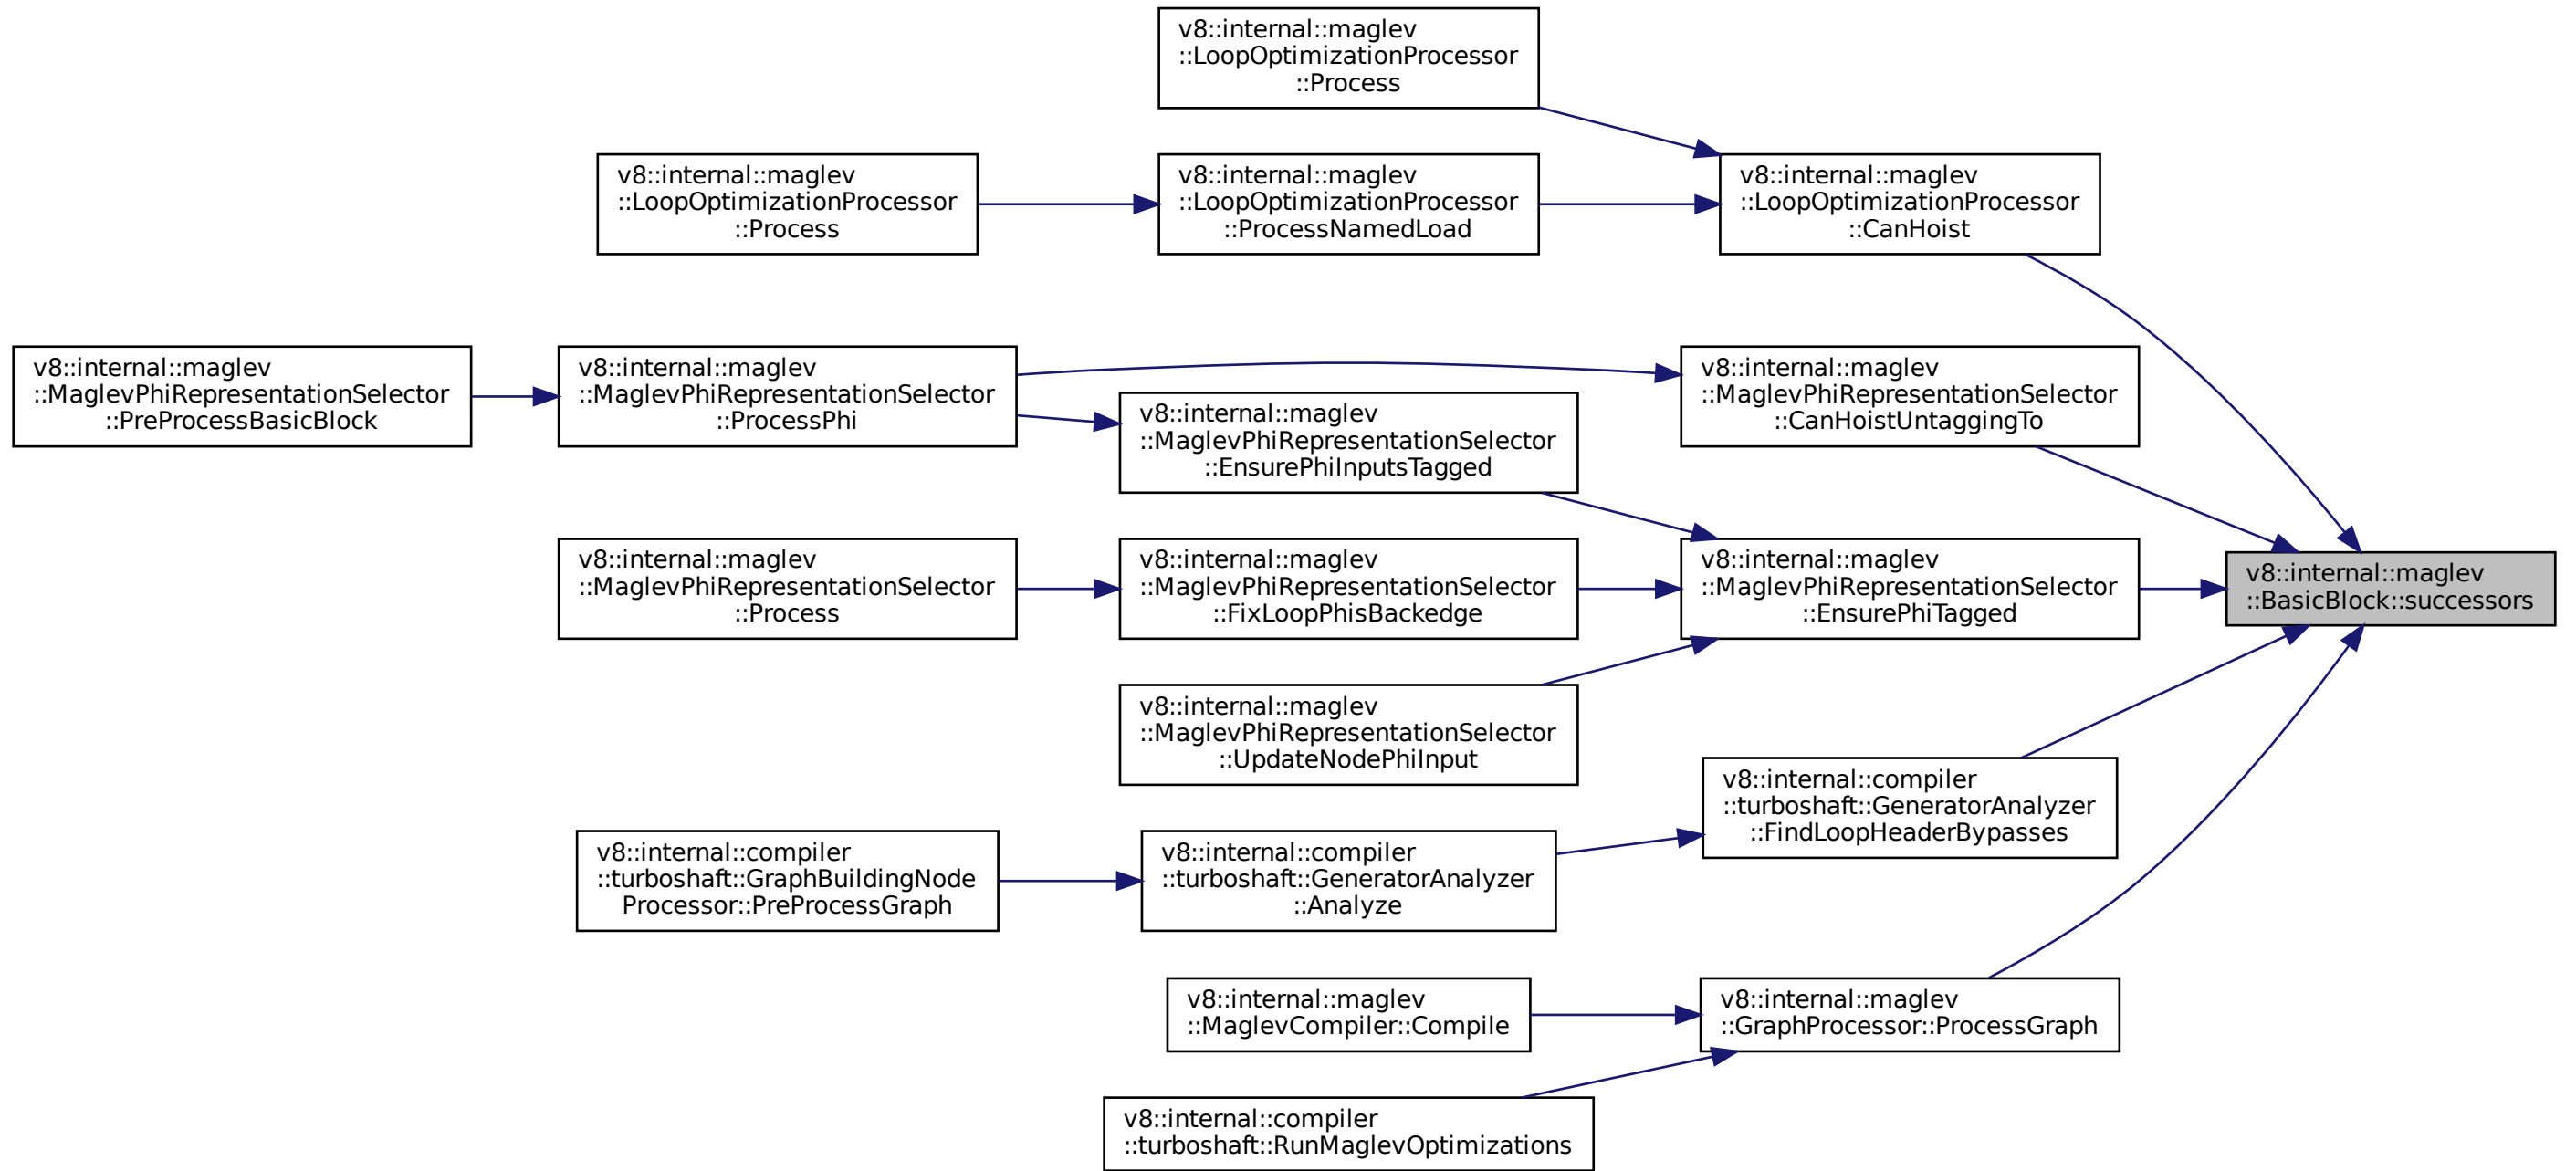 v8::internal::maglev
::LoopOptimizationProcessor
::Process
v8::internal::maglev
::LoopOptimizationProcessor
::Process
v8::internal::maglev
::LoopOptimizationProcessor
::ProcessNamedLoad
v8::internal::maglev
::LoopOptimizationProcessor
::CanHoist
v8::internal::maglev
::MaglevPhiRepresentationSelector
::PreProcessBasicBlock
v8::internal::maglev
::MaglevPhiRepresentationSelector
::ProcessPhi
v8::internal::maglev
::MaglevPhiRepresentationSelector
::CanHoistUntaggingTo
v8::internal::maglev
::MaglevPhiRepresentationSelector
::EnsurePhiInputsTagged
v8::internal::maglev
::MaglevPhiRepresentationSelector
::Process
v8::internal::maglev
::MaglevPhiRepresentationSelector
::FixLoopPhisBackedge
v8::internal::maglev
::MaglevPhiRepresentationSelector
::EnsurePhiTagged
v8::internal::maglev
::BasicBlock::successors
v8::internal::maglev
::MaglevPhiRepresentationSelector
::UpdateNodePhiInput
v8::internal::compiler
::turboshaft::GeneratorAnalyzer
::FindLoopHeaderBypasses
v8::internal::compiler
::turboshaft::GraphBuildingNode
Processor::PreProcessGraph
v8::internal::compiler
::turboshaft::GeneratorAnalyzer
::Analyze
v8::internal::maglev
::MaglevCompiler::Compile
v8::internal::maglev
::GraphProcessor::ProcessGraph
v8::internal::compiler
::turboshaft::RunMaglevOptimizations